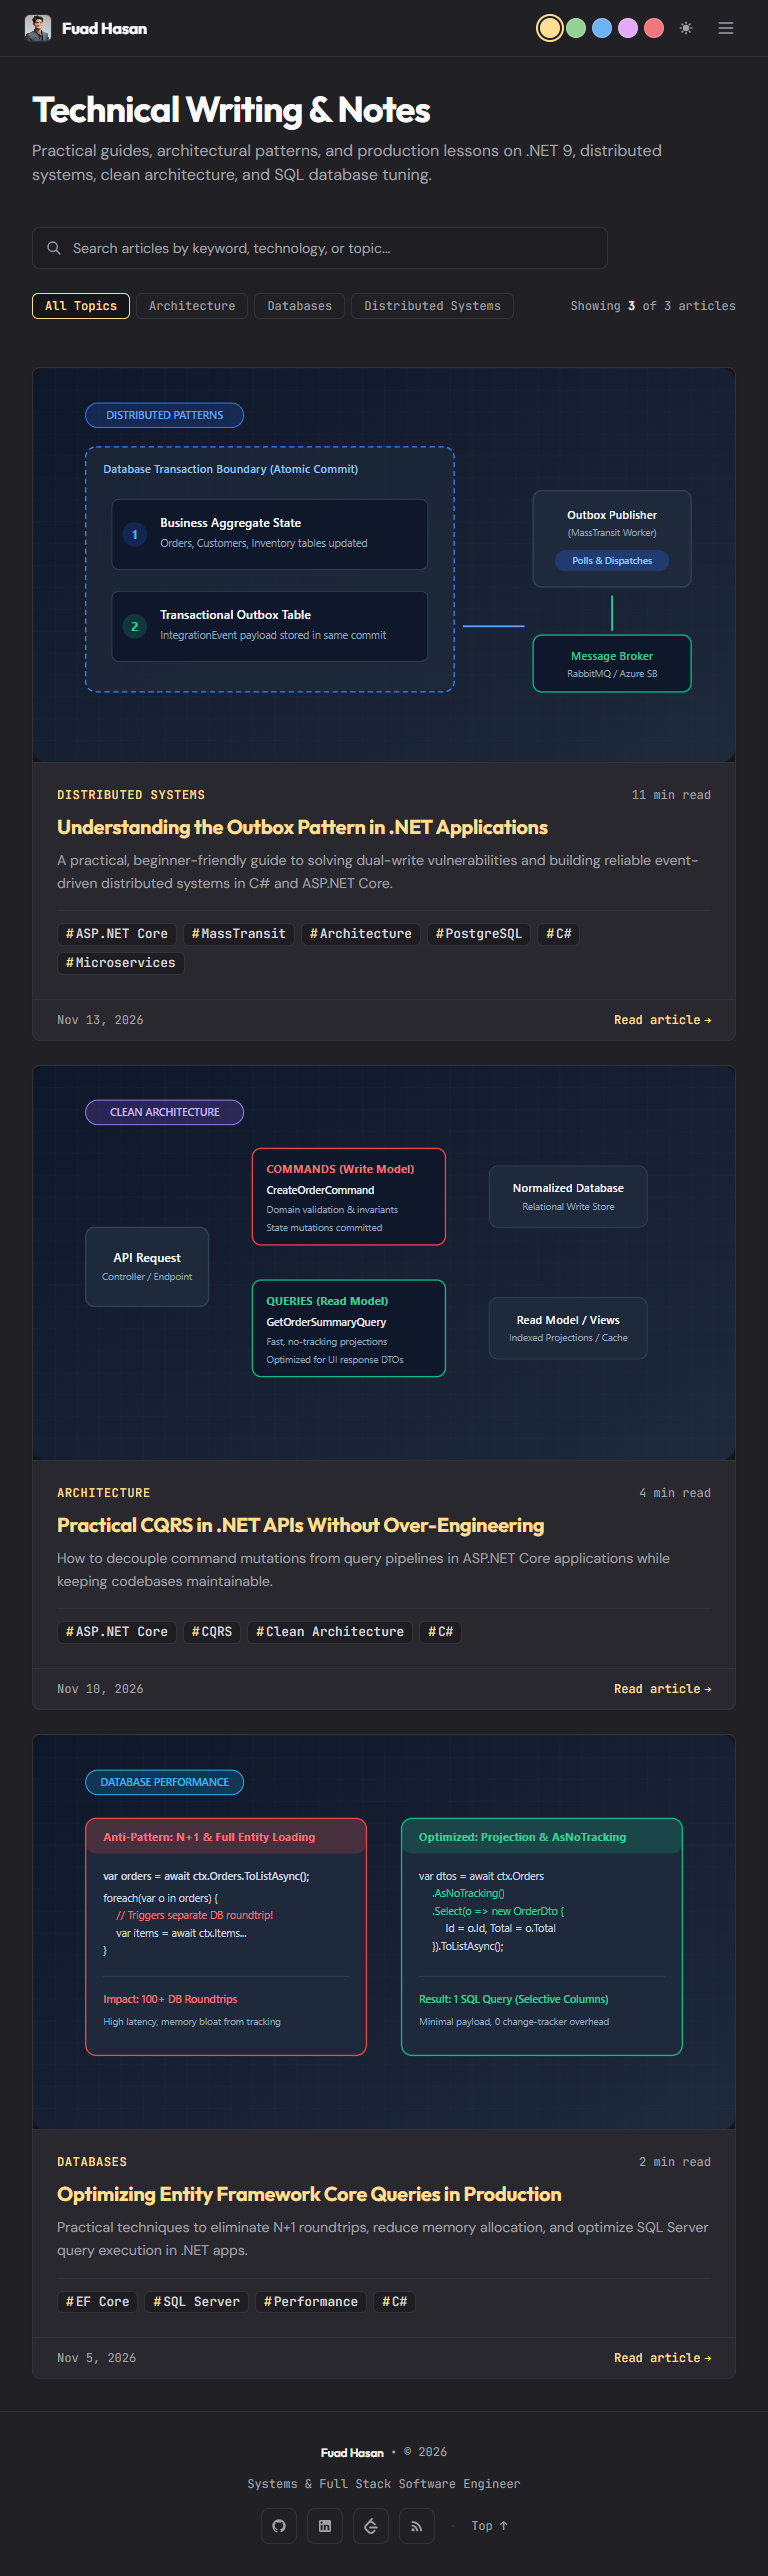 Fuad Hasan
Technical Writing & Notes
Practical guides, architectural patterns, and production lessons on .NET 9, distributed
systems, clean architecture, and SQL database tuning.
Search articles by keyword, technology, or topic...
All Topics Architecture Databases Distributed Systems Showing 3 of 3 articles
DISTRIBUTED PATTERNS
Database Transaction Boundary (Atomic Commit)
1
Business Aggregate State
Orders, Customers, Inventory tables updated
2
Transactional Outbox Table
IntegrationEvent payload stored in same commit
Outbox Publisher
(MassTransit Worker)
Polls & Dispatches
Message Broker
RabbitMQ / Azure SB
DISTRIBUTED SYSTEMS 11 min read
Understanding the Outbox Pattern in .NET Applications
A practical, beginner-friendly guide to solving dual-write vulnerabilities and building reliable event-
driven distributed systems in C# and ASP.NET Core.
#ASP.NET Core #MassTransit #Architecture #PostgreSQL #C#
#Microservices
Nov 13, 2026 Read article →
CLEAN ARCHITECTURE
API Request
Controller / Endpoint
COMMANDS (Write Model)
CreateOrderCommand
Domain validation & invariants
State mutations committed
Normalized Database
Relational Write Store
QUERIES (Read Model)
GetOrderSummaryQuery
Fast, no-tracking projections
Optimized for UI response DTOs
Read Model / Views
Indexed Projections / Cache
ARCHITECTURE 4 min read
Practical CQRS in .NET APIs Without Over-Engineering
How to decouple command mutations from query pipelines in ASP.NET Core applications while
keeping codebases maintainable.
#ASP.NET Core #CQRS #Clean Architecture #C#
Nov 10, 2026 Read article →
DATABASE PERFORMANCE
Anti-Pattern: N+1 & Full Entity Loading
var orders = await ctx.Orders.ToListAsync();
foreach(var o in orders) {
// Triggers separate DB roundtrip!
var items = await ctx.Items...
}
Impact: 100+ DB Roundtrips
High latency, memory bloat from tracking
Optimized: Projection & AsNoTracking
var dtos = await ctx.Orders
.AsNoTracking()
.Select(o => new OrderDto {
Id = o.Id, Total = o.Total
}).ToListAsync();
Result: 1 SQL Query (Selective Columns)
Minimal payload, 0 change-tracker overhead
DATABASES 2 min read
Optimizing Entity Framework Core Queries in Production
Practical techniques to eliminate N+1 roundtrips, reduce memory allocation, and optimize SQL Server
query execution in .NET apps.
#EF Core #SQL Server #Performance #C#
Nov 5, 2026 Read article →
Fuad Hasan • © 2026
Systems & Full Stack Software Engineer
Top ↑